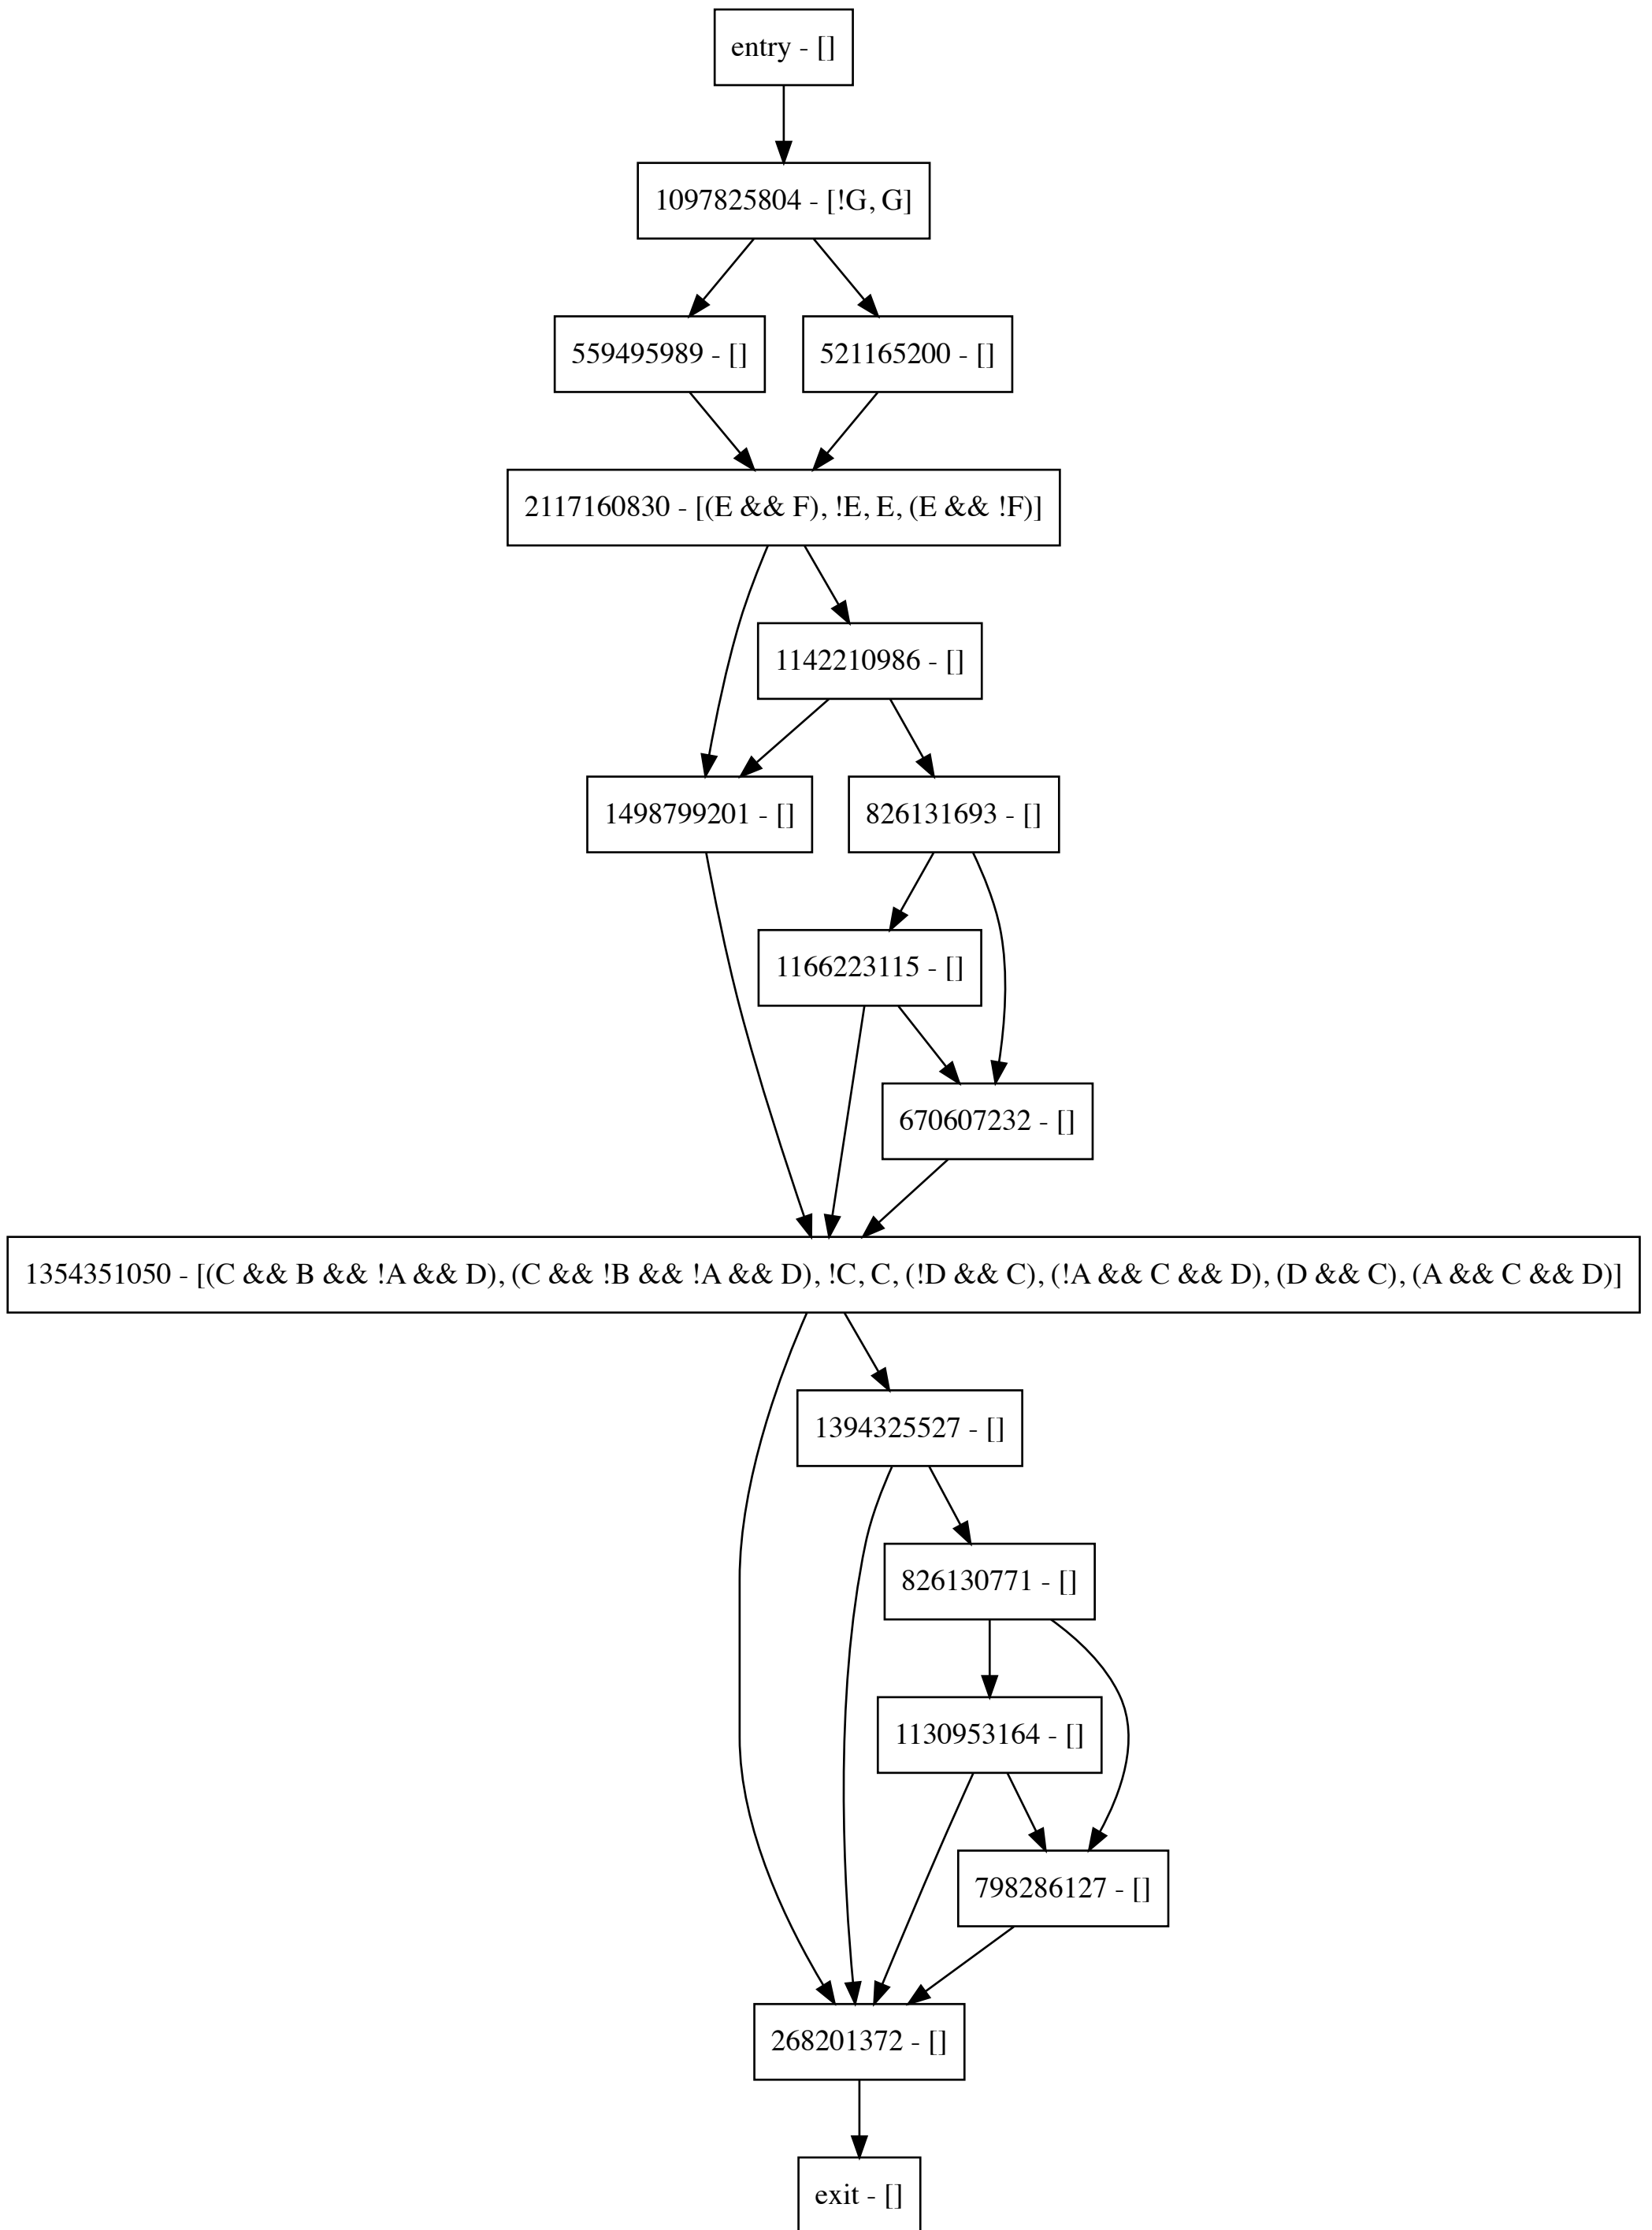 entry - []
1097825804 - [!G, G]
559495989 - []
521165200 - []
2117160830 - [(E && F), !E, E, (E && !F)]
1142210986 - []
1498799201 - []
826131693 - []
1166223115 - []
670607232 - []
1354351050 - [(C && B && !A && D), (C && !B && !A && D), !C, C, (!D && C), (!A && C && D), (D && C), (A && C && D)]
1394325527 - []
826130771 - []
1130953164 - []
798286127 - []
268201372 - []
exit - []